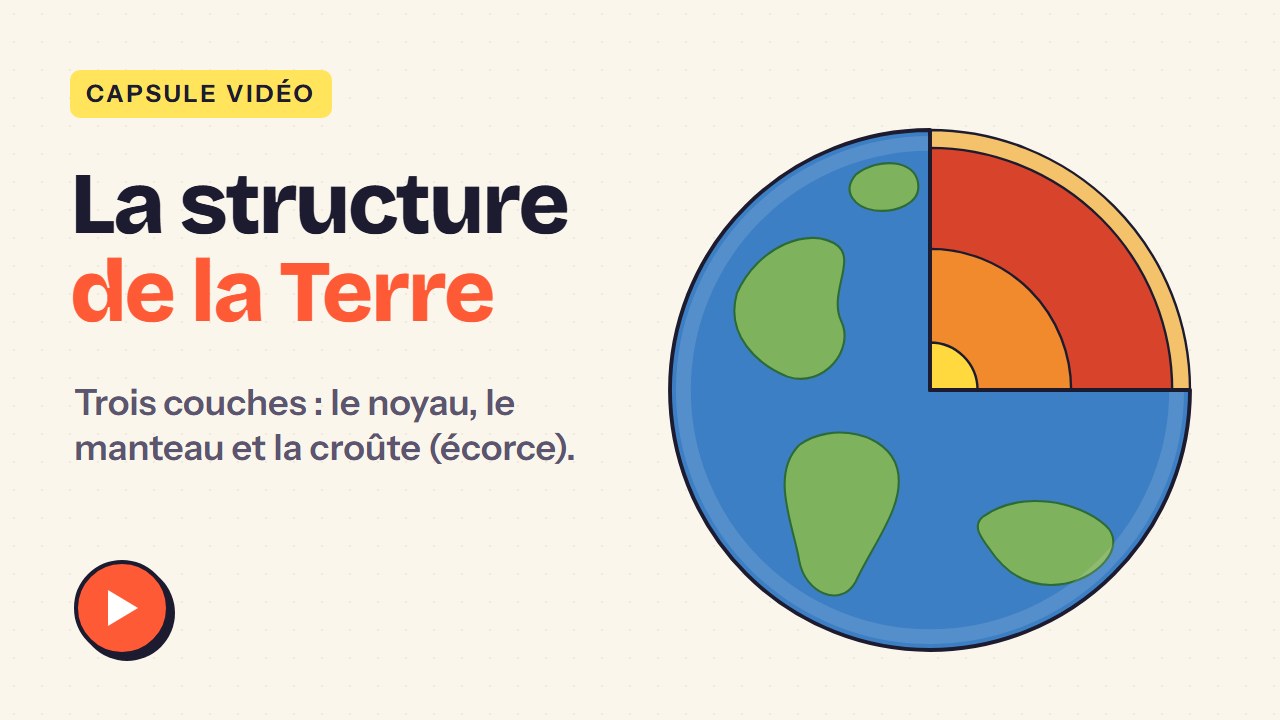 CAPSULE VIDÉO
La structure
de la Terre
Trois couches : le noyau, le
manteau et la croûte (écorce).